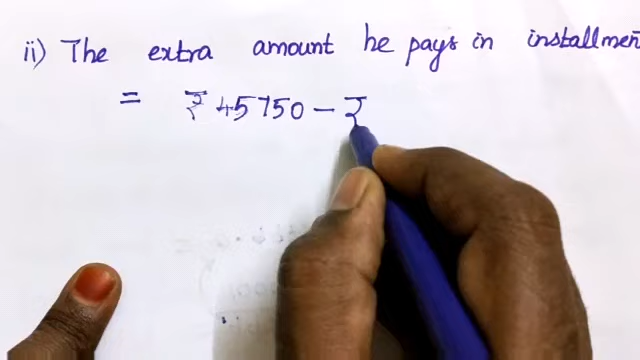 ii) The extra amount he pays in installmen
= ₹ 45750 - ₹